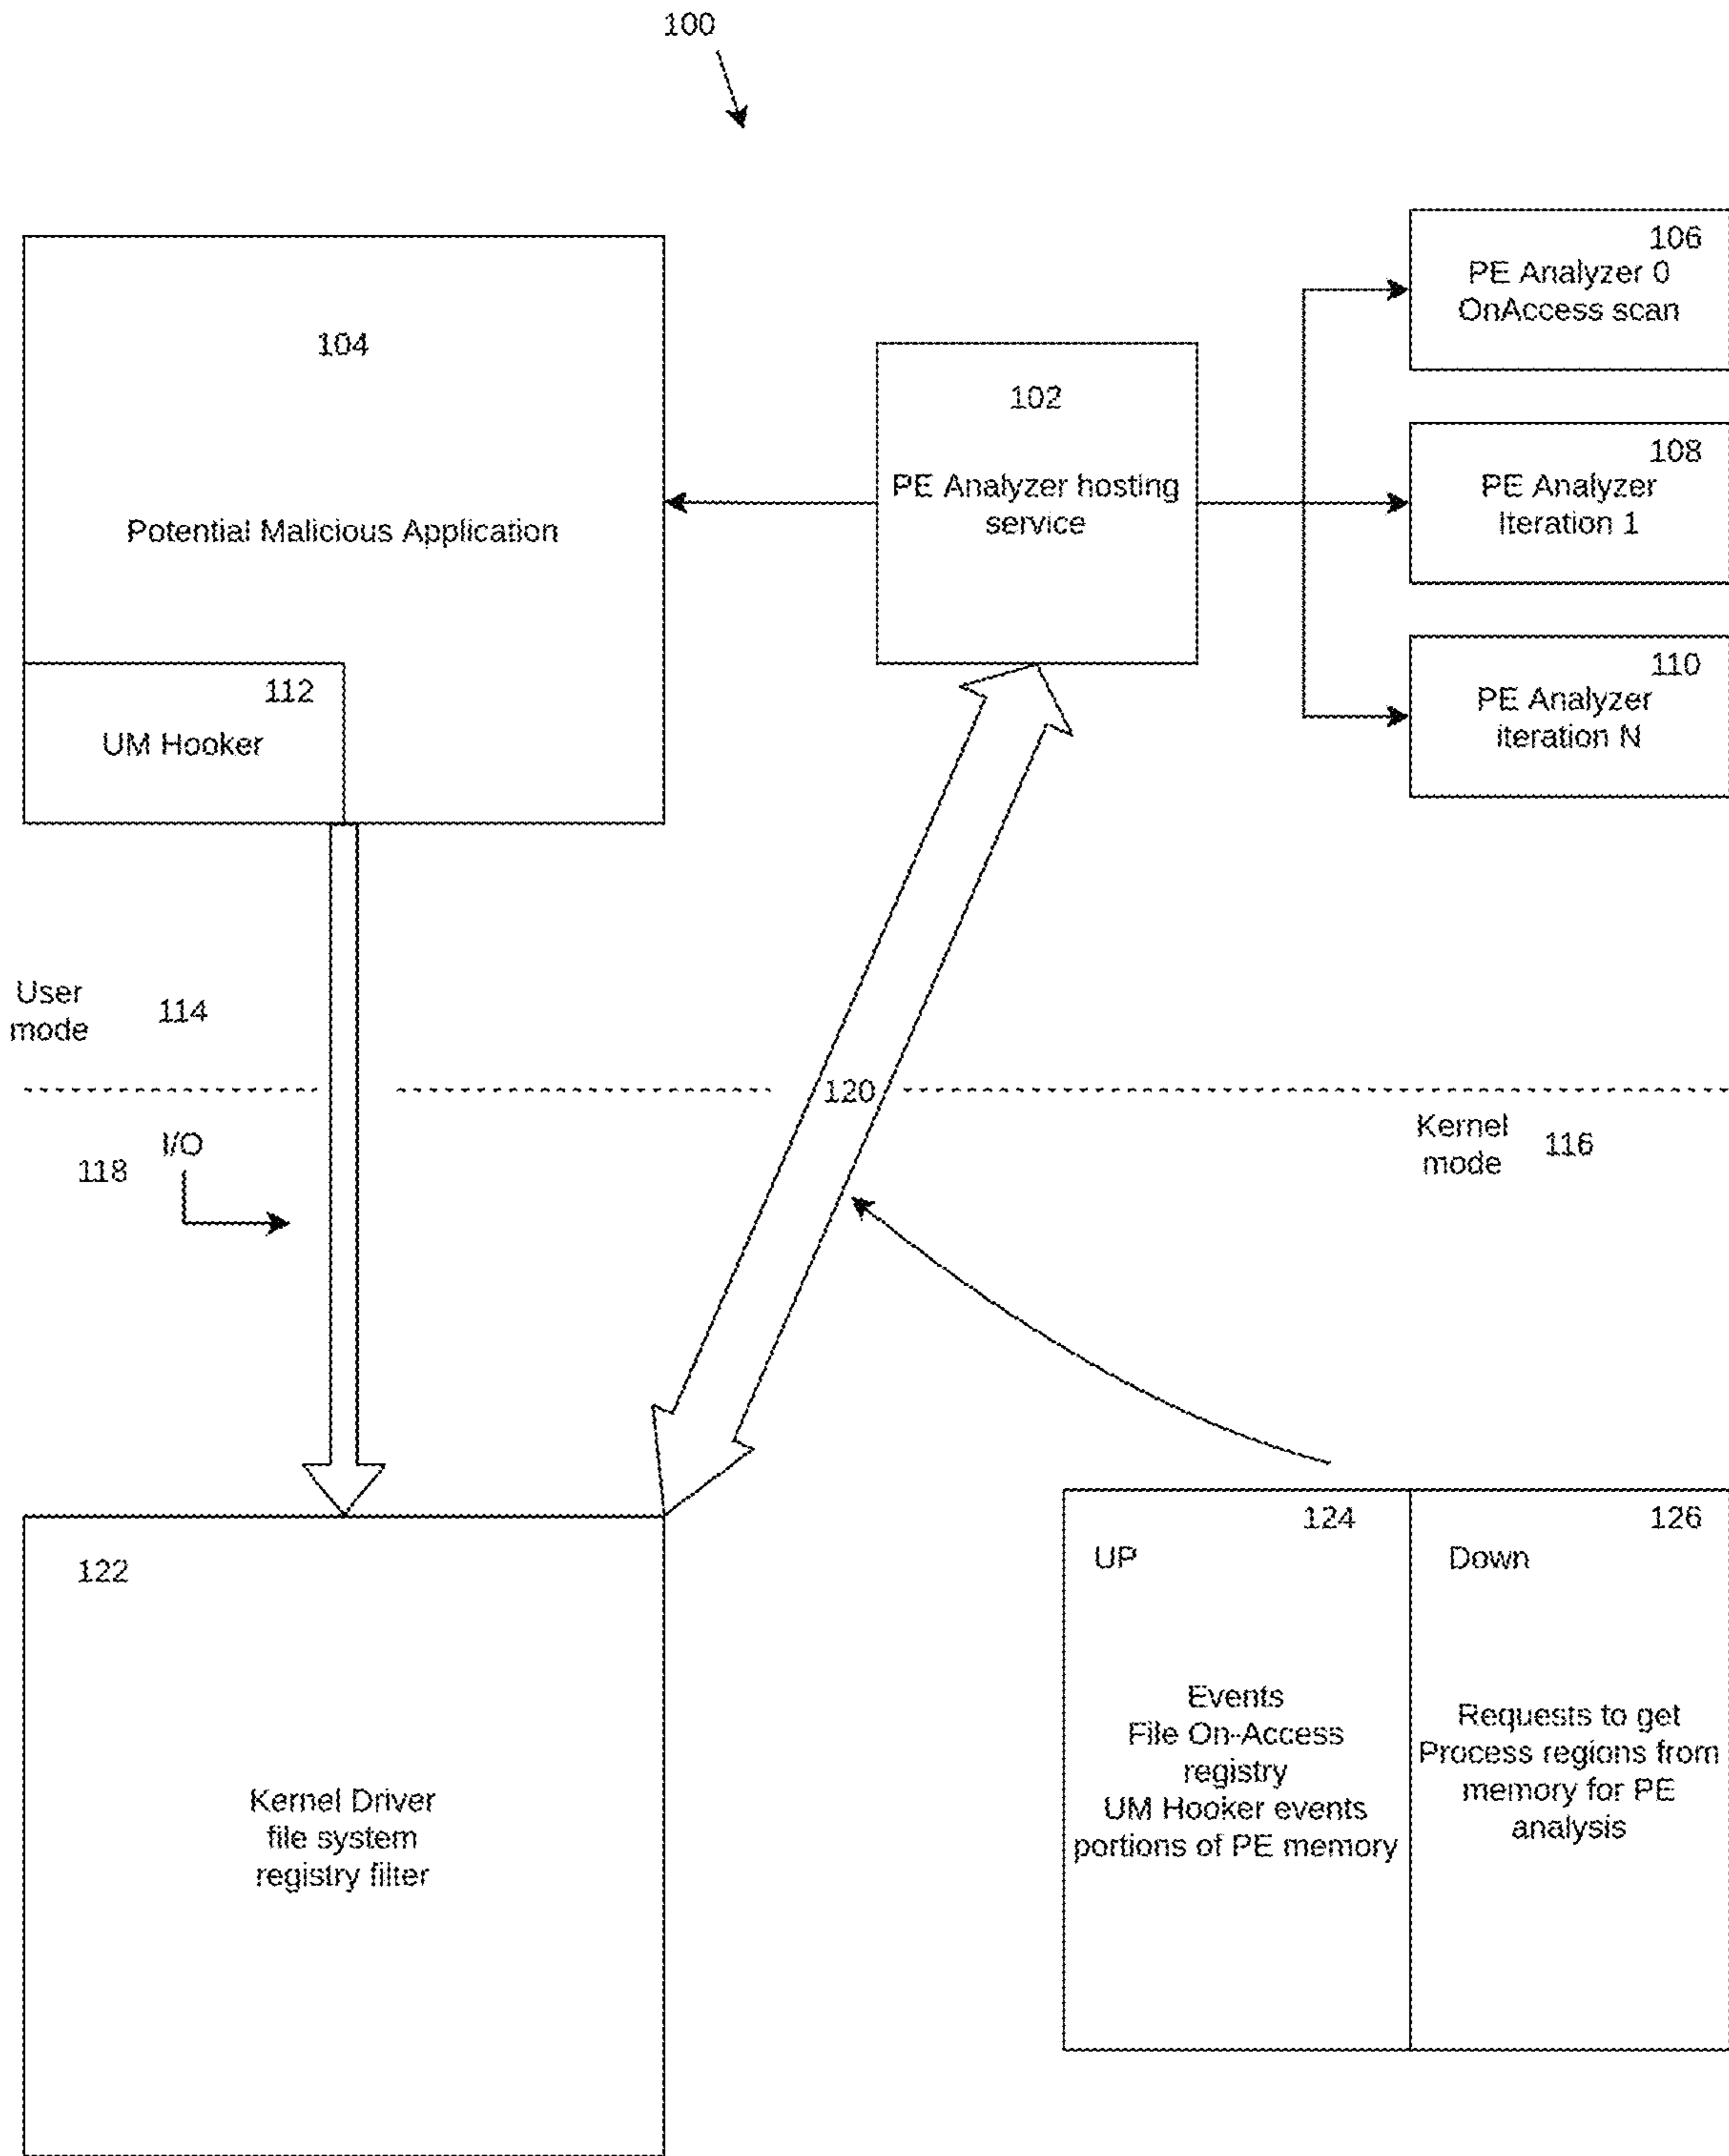 100
104
Potential Malicious Application
112
UM Hooker
102
PE Analyzer hosting
service
106
PE Analyzer 0
OnAccess scan
108
PE Analyzer
Iteration 1
110
PE Analyzer
iteration N
User
mode
114
120
Kernel
mode
116
I/O
118
122
Kernel Driver
file system
registry filter
124
UP
Events
File On-Access
registry
UM Hooker events
portions of PE memory
126
Down
Requests to get
Process regions from
memory for PE
analysis